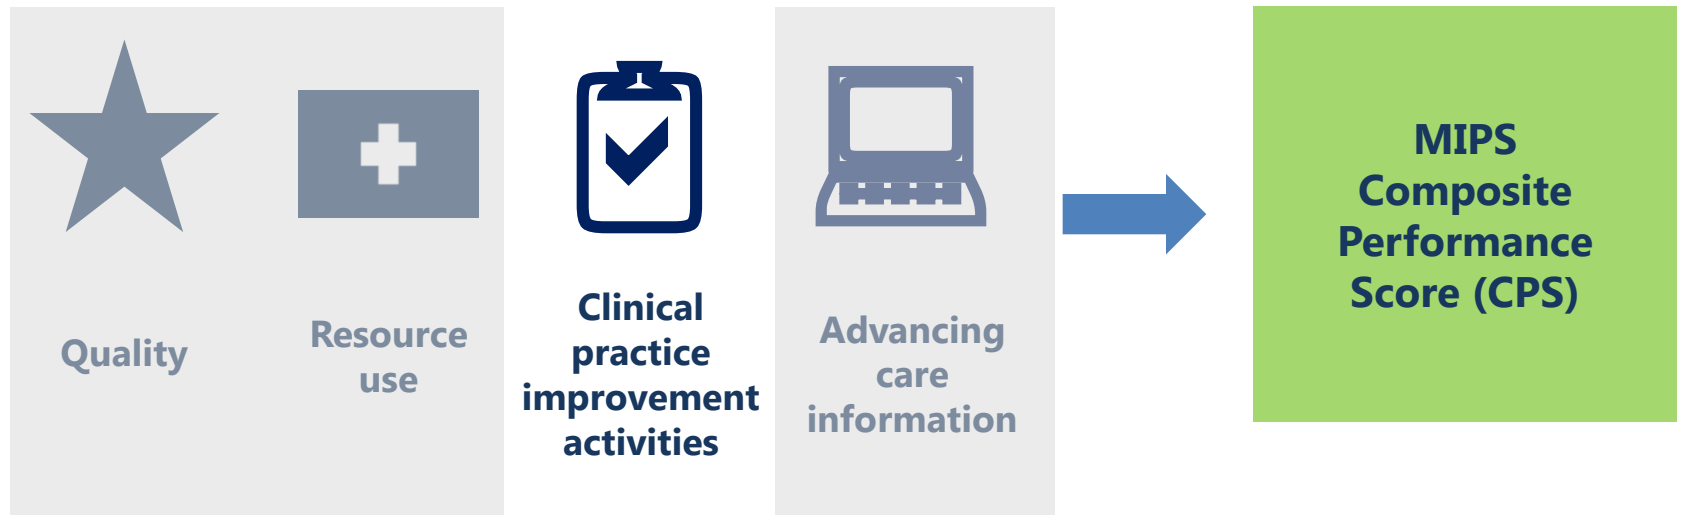 Quality
Resource
use
Clinical
practice
improvement
activities
Advancing
care
information
MIPS
Composite
Performance
Score (CPS)